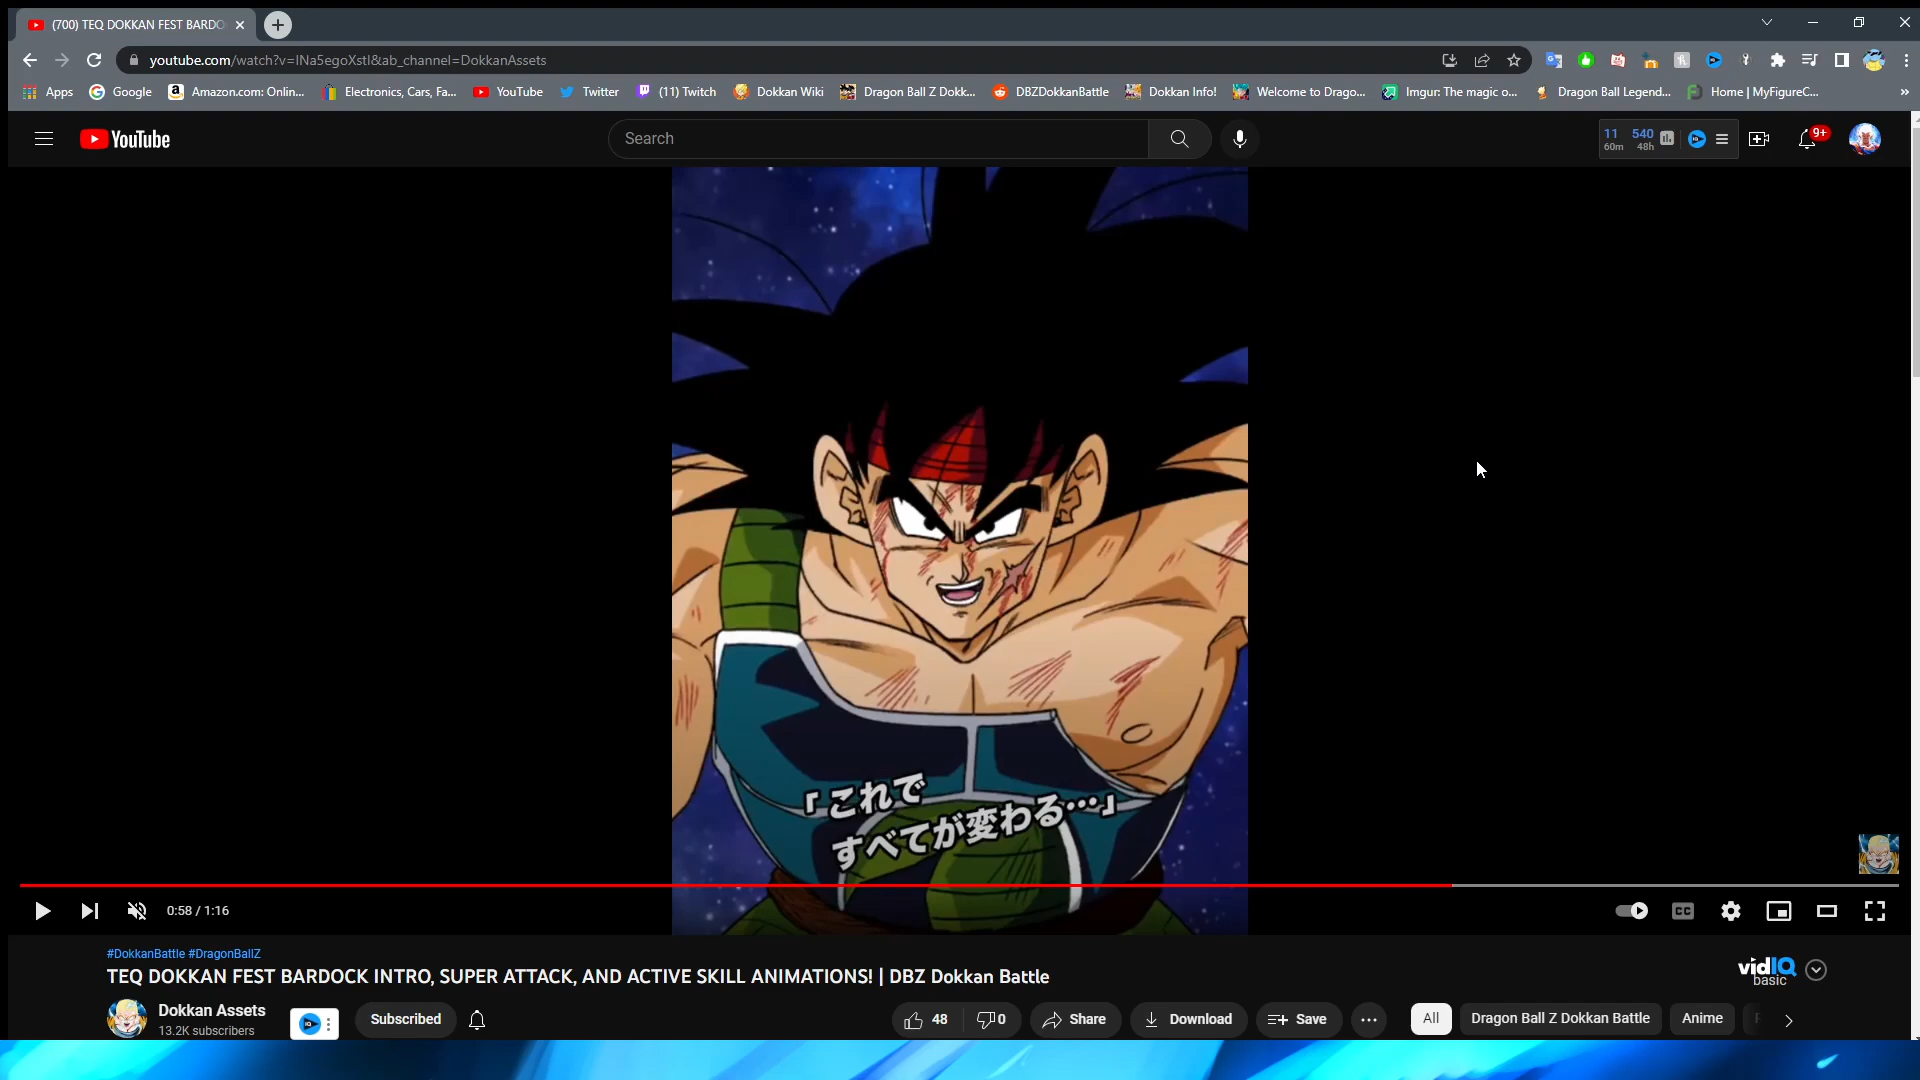 (700) TEQ DOKKAN FEST BARDO
youtube.com/watch?v=INa5egoXstI&ab_channel=DokkanAssets
Apps
Google
Amazon.com: Onlin...
Electronics, Cars, Fa...
YouTube
Twitter
(11) Twitch
Dokkan Wiki
Dragon Ball Z Dokk...
DBZDokkanBattle
Dokkan Info!
Welcome to Drago...
Imgur: The magic o...
Dragon Ball Legend...
Home | MyFigureC...
YouTube
Search
11 540
60m 48h
9+
「これで
すべてが変わる…」
0:58 / 1:16
CC
#DokkanBattle #DragonBallZ
TEQ DOKKAN FEST BARDOCK INTRO, SUPER ATTACK, AND ACTIVE SKILL ANIMATIONS! | DBZ Dokkan Battle
vidIQ
basic
Dokkan Assets
13.2K subscribers
Subscribed
48
0
Share
Download
Save
All
Dragon Ball Z Dokkan Battle
Anime